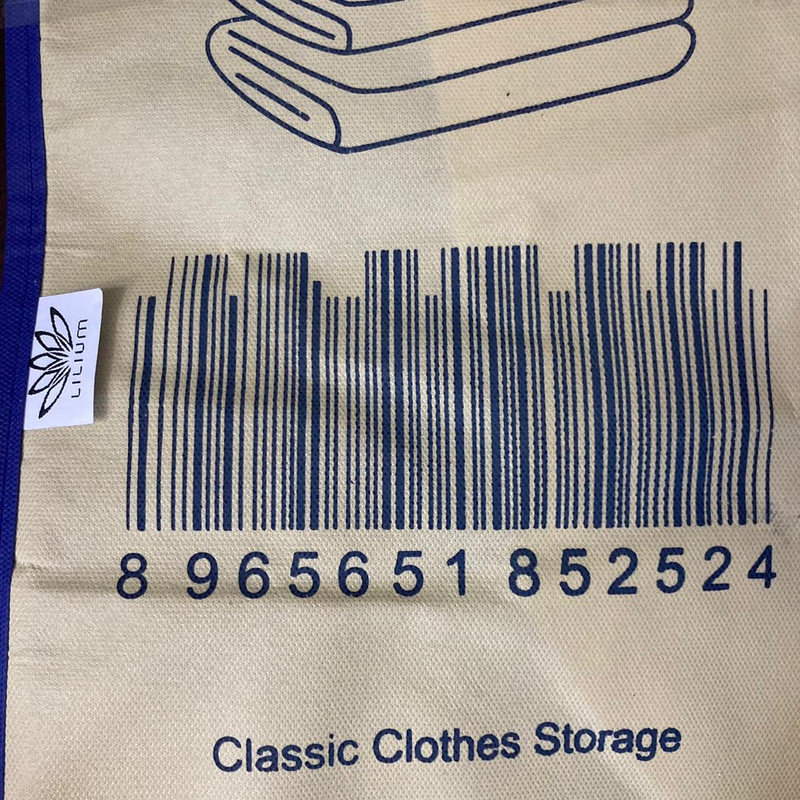 LILIUM
8 965651 852524
Classic Clothes Storage